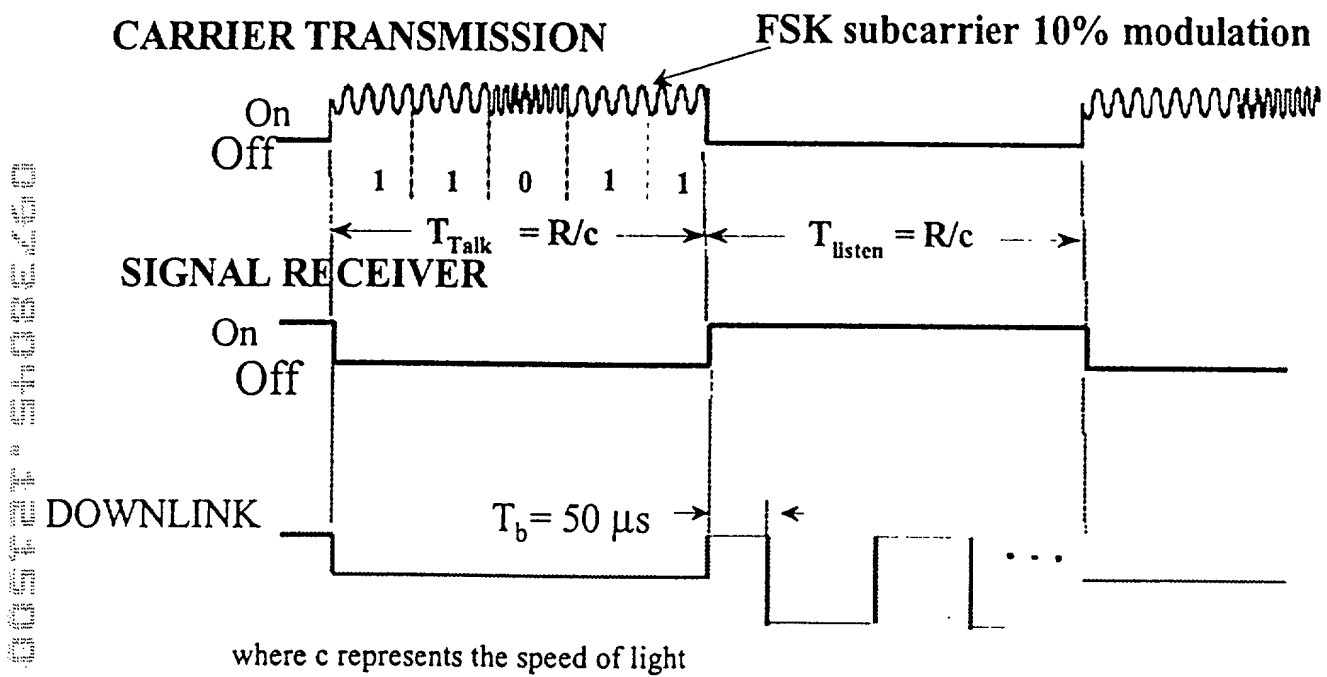 CARRIER TRANSMISSION
FSK subcarrier 10% modulation
On
Off
1 1 0 1 1
T_Talk = R/c
T_listen = R/c
SIGNAL RECEIVER
On
Off
DOWNLINK
T_b = 50 μs
...
where c represents the speed of light